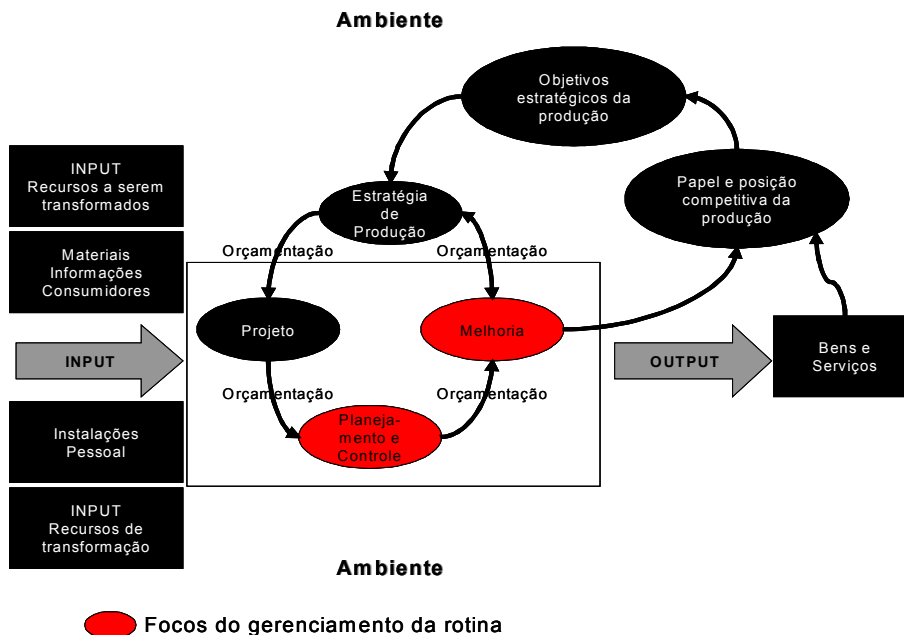 Ambiente
Objetivos
estratégicos da
produção
INPUT
Recursos a serem
transformados
Papel e posição
competitiva da
produção
Estratégia
de
Produção
Materiais
Informações
Consumidores
Orçamentação
Orçamentação
Projeto
Melhoria
INPUT
OUTPUT
Bens e
Serviços
Orçamentação
Orçamentação
Instalações
Pessoal
Planeja-
mento e
Controle
INPUT
Recursos de
transformação
Ambiente
Focos do gerenciamento da rotina